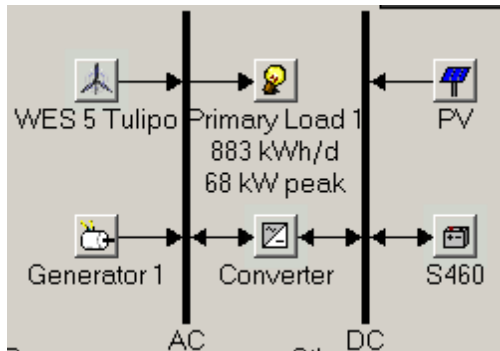 WES 5 Tulipo
Primary Load 1
883 kWh/d
68 kW peak
PV
Generator 1
Converter
S460
AC
DC